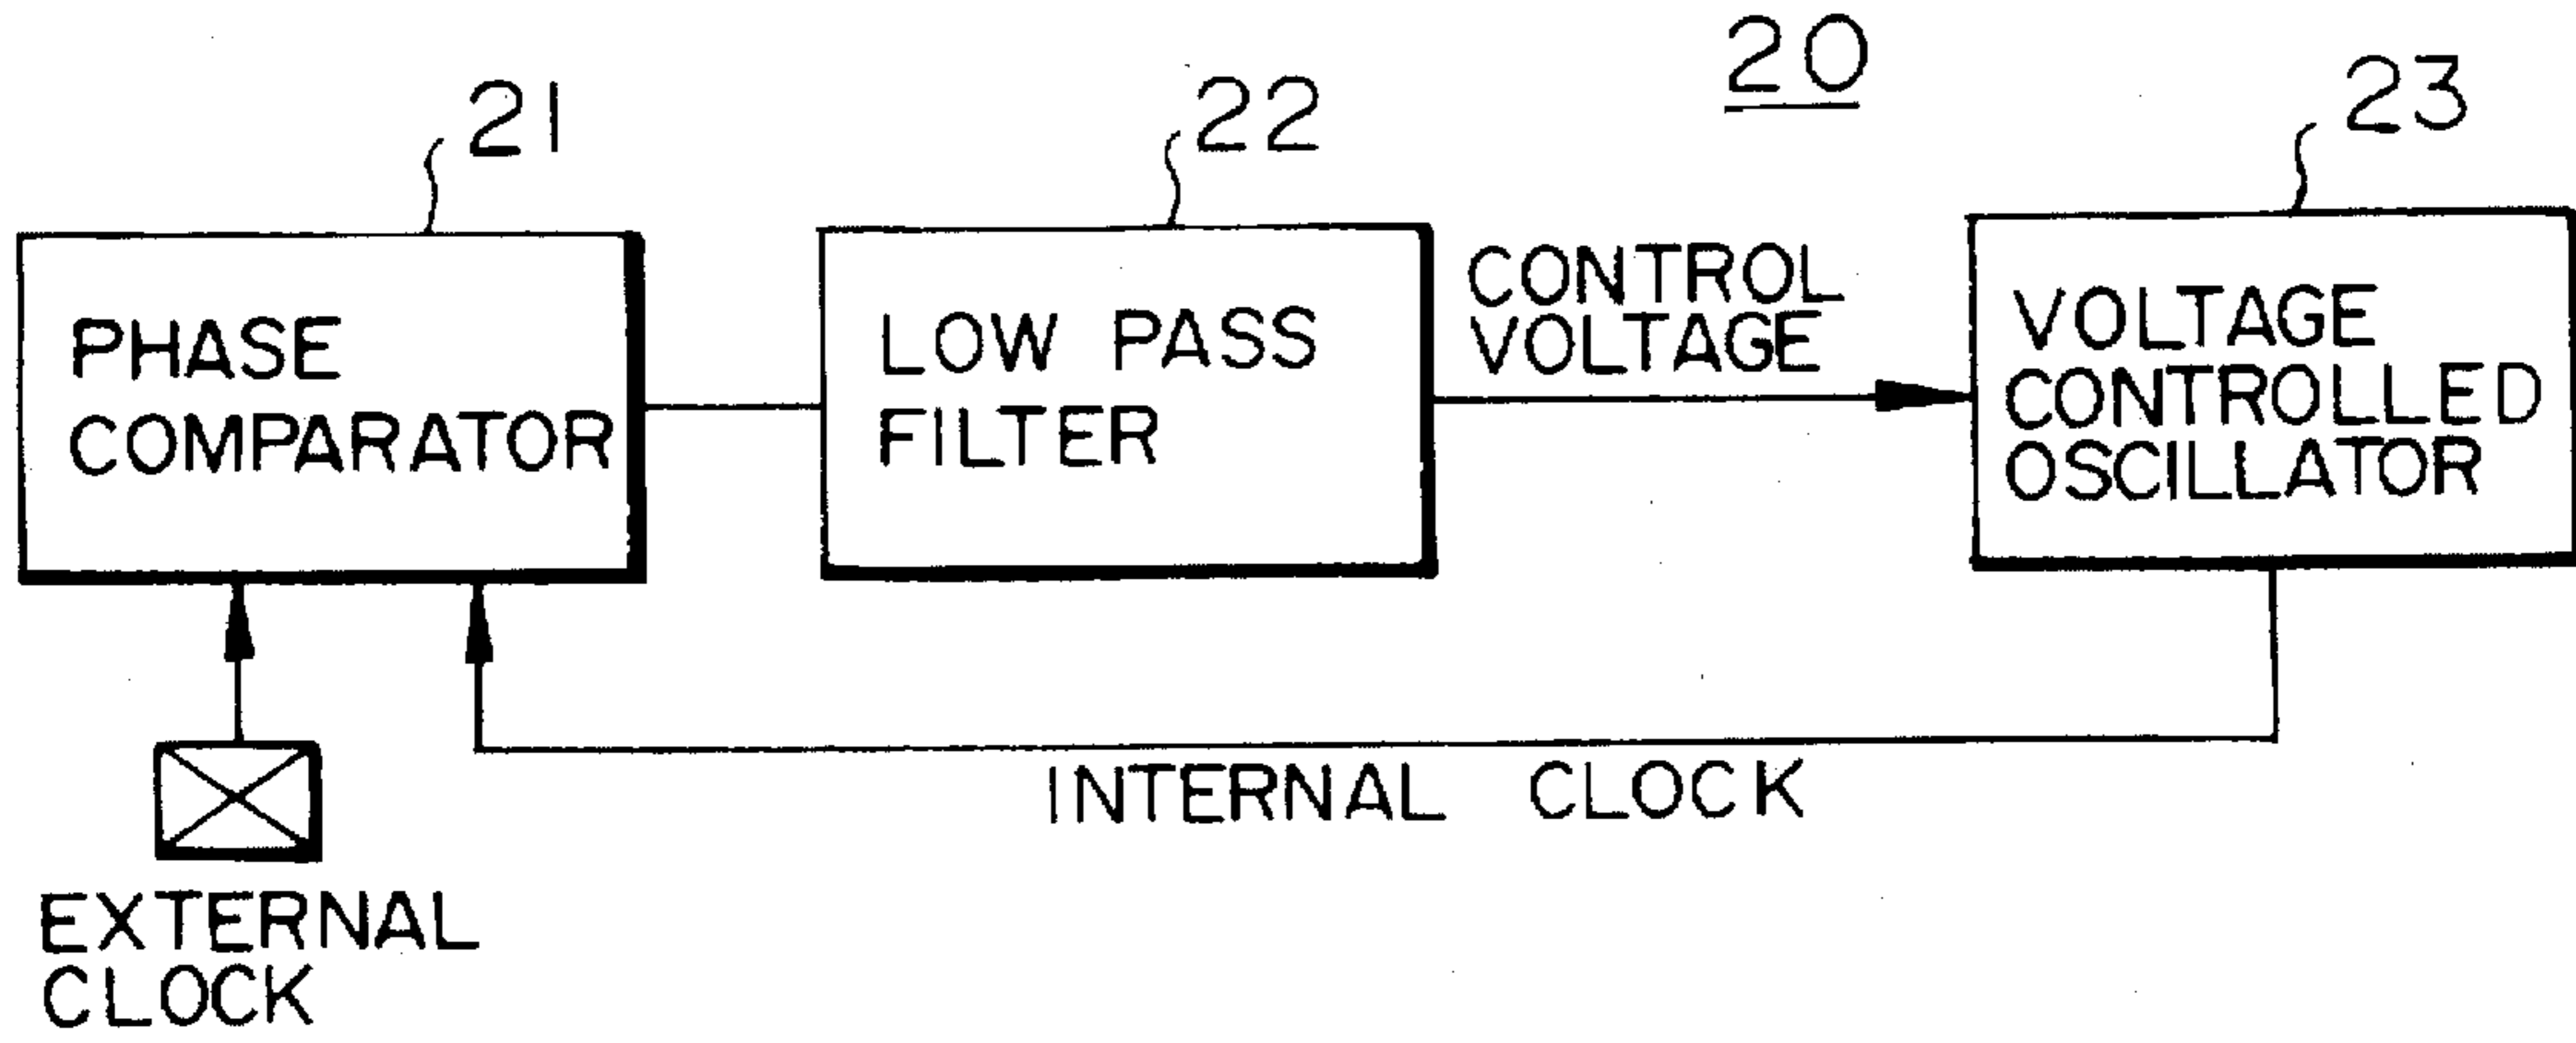 20
21
22
23
PHASE
COMPARATOR
LOW PASS
FILTER
CONTROL
VOLTAGE
VOLTAGE
CONTROLLED
OSCILLATOR
INTERNAL CLOCK
EXTERNAL
CLOCK